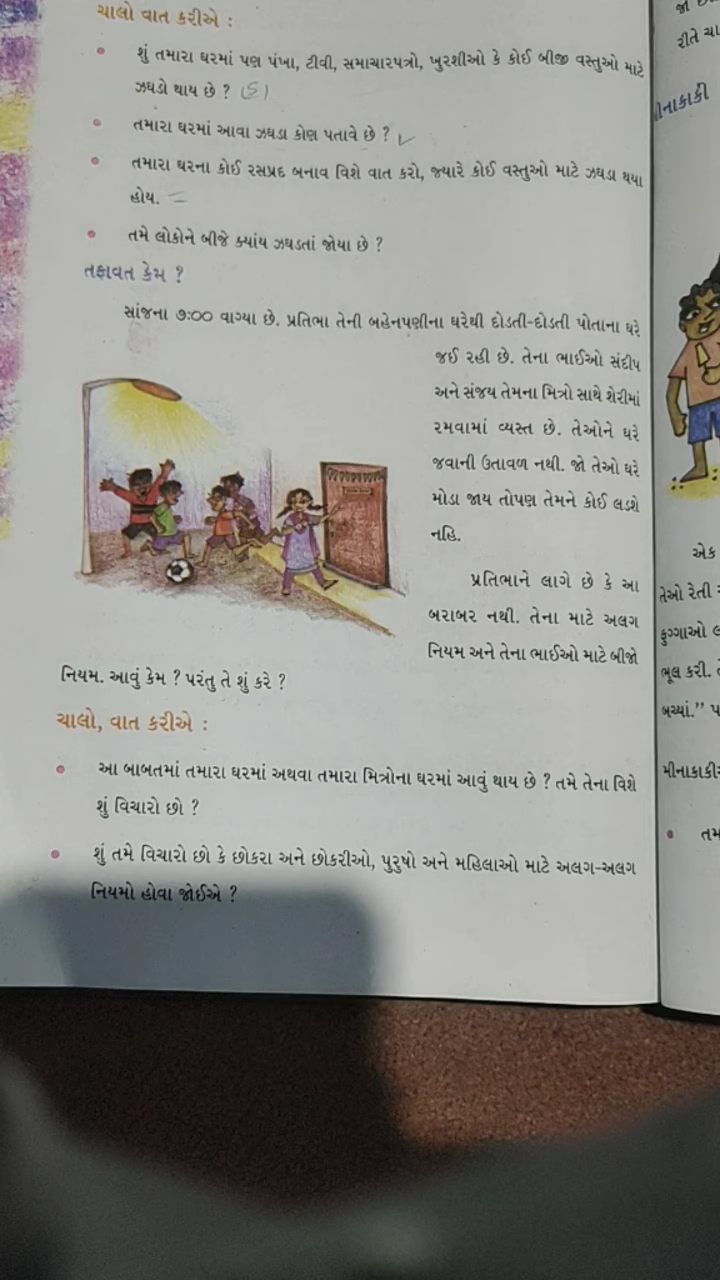 ચાલો વાત કરીએ :
શું તમારા ઘરમાં પણ પંખા, ટીવી, સમાચારપત્રો, ખુરશીઓ કે કોઈ બીજી વસ્તુઓ માટે
ઝઘડો થાય છે ?
તમારા ઘરમાં આવા ઝઘડા કોણ પતાવે છે ?
તમારા ઘરના કોઈ રસપ્રદ બનાવ વિશે વાત કરો, જ્યારે કોઈ વસ્તુઓ માટે ઝઘડા થયા
હોય.
તમે લોકોને બીજે ક્યાંય ઝઘડતાં જોયા છે ?
તફાવત કેમ ?
સાંજના ૭:૦૦ વાગ્યા છે. પ્રતિભા તેની બહેનપણીના ઘરેથી દોડતી-દોડતી પોતાના ઘરે
જઈ રહી છે. તેના ભાઈઓ સંદીપ
અને સંજય તેમના મિત્રો સાથે શેરીમાં
રમવામાં વ્યસ્ત છે. તેઓને ઘરે
જવાની ઉતાવળ નથી. જો તેઓ ઘરે
મોડા જાય તોપણ તેમને કોઈ લડશે
નહિ.
પ્રતિભાને લાગે છે કે આ
બરાબર નથી. તેના માટે અલગ
નિયમ અને તેના ભાઈઓ માટે બીજો
નિયમ. આવું કેમ ? પરંતુ તે શું કરે ?
ચાલો, વાત કરીએ :
આ બાબતમાં તમારા ઘરમાં અથવા તમારા મિત્રોના ઘરમાં આવું થાય છે ? તમે તેના વિશે
શું વિચારો છો ?
શું તમે વિચારો છો કે છોકરા અને છોકરીઓ, પુરુષો અને મહિલાઓ માટે અલગ-અલગ
નિયમો હોવા જોઈએ ?
રીતે
એક
તેઓ રેતી
ફુગ્ગાઓ
ભૂલ કરી.
બચ્યાં.”